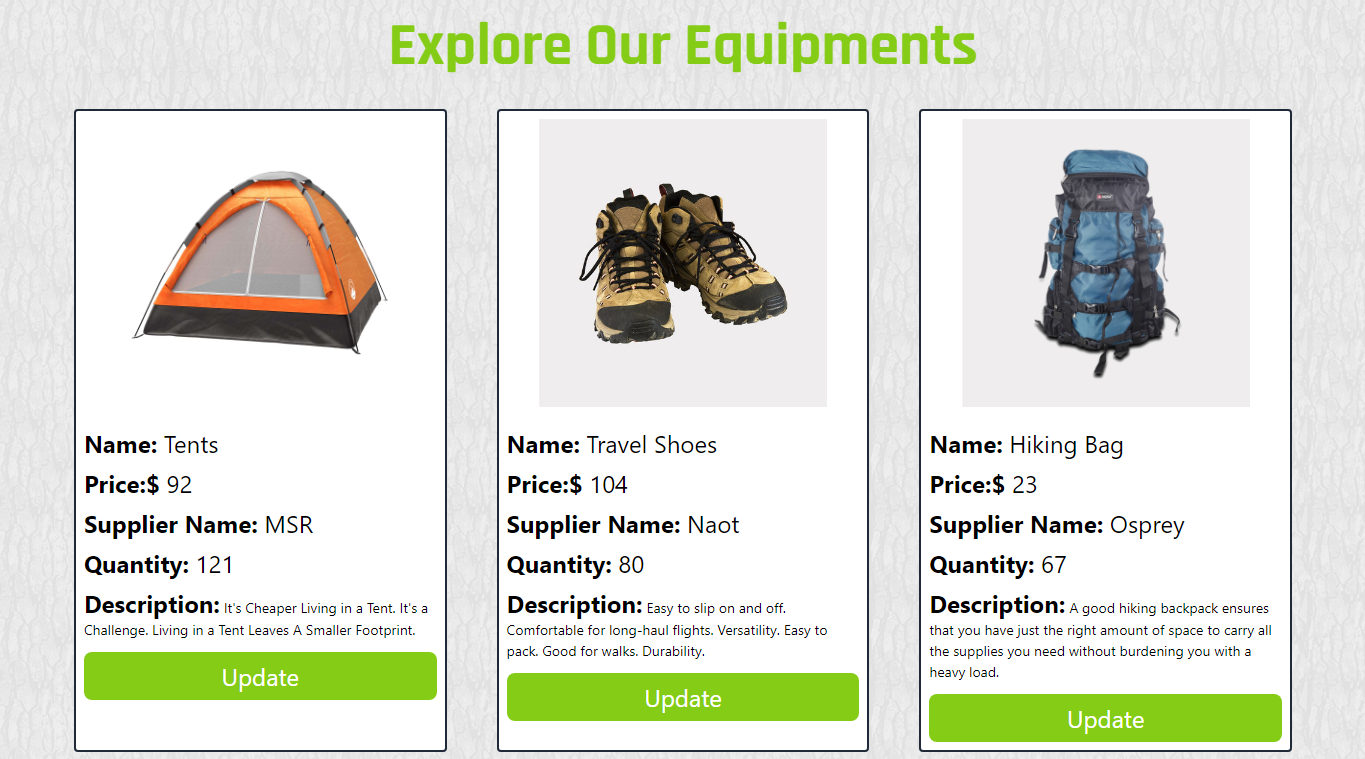 Explore Our Equipments
Name: Tents
Price:$ 92
Supplier Name: MSR
Quantity: 121
Description: It's Cheaper Living in a Tent. It's a
Challenge. Living in a Tent Leaves A Smaller Footprint.
Update
Name: Travel Shoes
Price:$ 104
Supplier Name: Naot
Quantity: 80
Description: Easy to slip on and off.
Comfortable for long-haul flights. Versatility. Easy to
pack. Good for walks. Durability.
Update
Name: Hiking Bag
Price:$ 23
Supplier Name: Osprey
Quantity: 67
Description: A good hiking backpack ensures
that you have just the right amount of space to carry all
the supplies you need without burdening you with a
heavy load.
Update